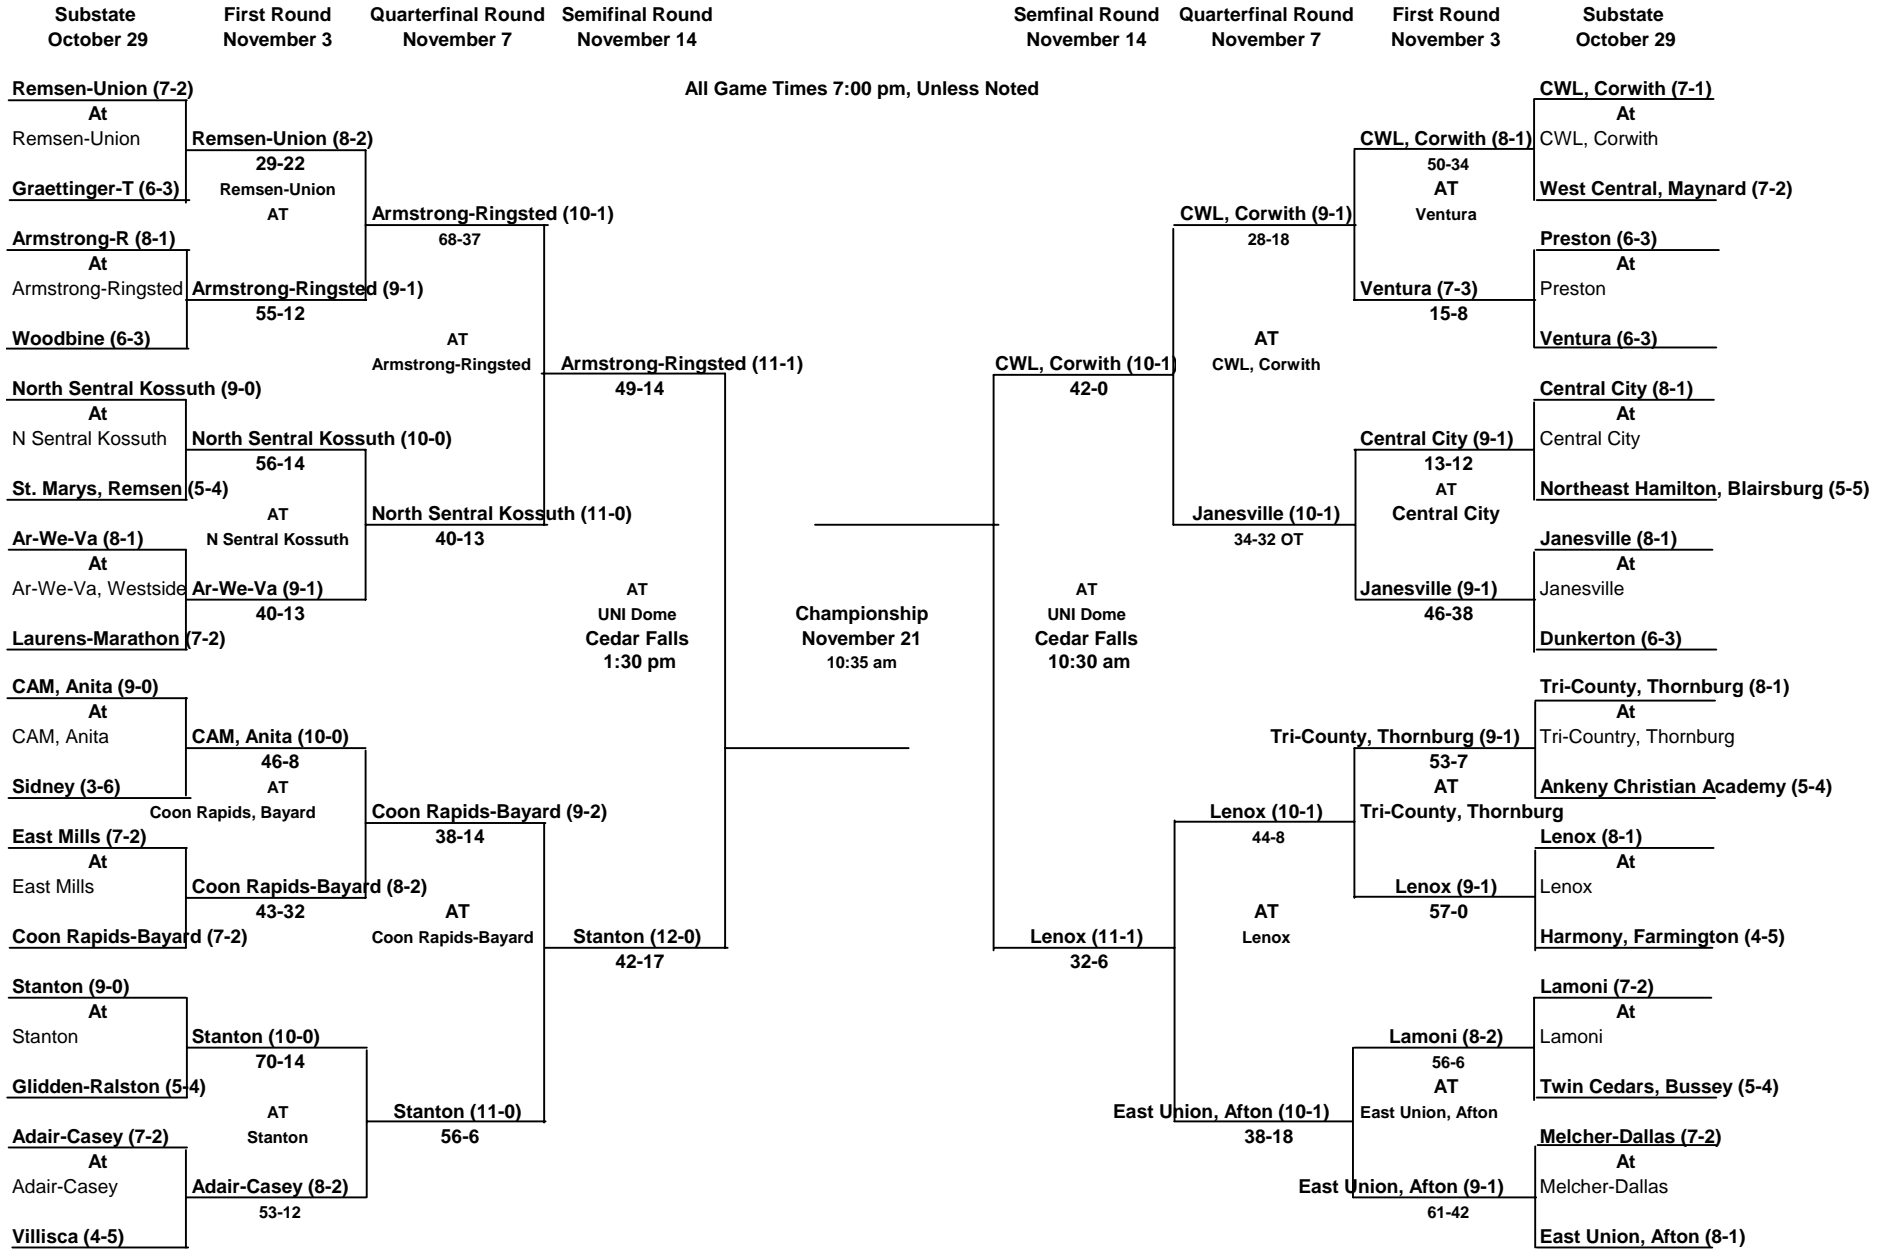 Substate
October 29
First Round
November 3
Quarterfinal Round
November 7
Semifinal Round
November 14
Semfinal Round
November 14
Quarterfinal Round
November 7
First Round
November 3
Substate
October 29
All Game Times 7:00 pm, Unless Noted
Remsen-Union (7-2)
At
Remsen-Union
Graettinger-T (6-3)
Armstrong-R (8-1)
At
Armstrong-Ringsted
Woodbine (6-3)
North Sentral Kossuth (9-0)
At
N Sentral Kossuth
St. Marys, Remsen (5-4)
Ar-We-Va (8-1)
At
Ar-We-Va, Westside
Laurens-Marathon (7-2)
CAM, Anita (9-0)
At
CAM, Anita
Sidney (3-6)
East Mills (7-2)
At
East Mills
Coon Rapids-Bayard (7-2)
Stanton (9-0)
At
Stanton
Glidden-Ralston (5-4)
Adair-Casey (7-2)
At
Adair-Casey
Villisca (4-5)
Remsen-Union (8-2)
29-22
Remsen-Union
AT
Armstrong-Ringsted (9-1)
55-12
North Sentral Kossuth (10-0)
56-14
AT
N Sentral Kossuth
Ar-We-Va (9-1)
40-13
CAM, Anita (10-0)
46-8
AT
Coon Rapids, Bayard
Coon Rapids-Bayard (8-2)
43-32
Stanton (10-0)
70-14
AT
Stanton
Adair-Casey (8-2)
53-12
Armstrong-Ringsted (10-1)
68-37
AT
Armstrong-Ringsted
North Sentral Kossuth (11-0)
40-13
Coon Rapids-Bayard (9-2)
38-14
AT
Coon Rapids-Bayard
Stanton (11-0)
56-6
Armstrong-Ringsted (11-1)
49-14
AT
UNI Dome
Cedar Falls
1:30 pm
Stanton (12-0)
42-17
Championship
November 21
10:35 am
CWL, Corwith (10-1)
42-0
AT
UNI Dome
Cedar Falls
10:30 am
Lenox (11-1)
32-6
CWL, Corwith (9-1)
28-18
AT
CWL, Corwith
Janesville (10-1)
34-32 OT
Lenox (10-1)
44-8
AT
Lenox
East Union, Afton (10-1)
38-18
CWL, Corwith (8-1)
50-34
AT
Ventura
Ventura (7-3)
15-8
Central City (9-1)
13-12
AT
Central City
Janesville (9-1)
46-38
Tri-County, Thornburg (9-1)
53-7
AT
Tri-County, Thornburg
Lenox (9-1)
57-0
Lamoni (8-2)
56-6
AT
East Union, Afton
East Union, Afton (9-1)
61-42
CWL, Corwith (7-1)
At
CWL, Corwith
West Central, Maynard (7-2)
Preston (6-3)
At
Preston
Ventura (6-3)
Central City (8-1)
At
Central City
Northeast Hamilton, Blairsburg (5-5)
Janesville (8-1)
At
Janesville
Dunkerton (6-3)
Tri-County, Thornburg (8-1)
At
Tri-Country, Thornburg
Ankeny Christian Academy (5-4)
Lenox (8-1)
At
Lenox
Harmony, Farmington (4-5)
Lamoni (7-2)
At
Lamoni
Twin Cedars, Bussey (5-4)
Melcher-Dallas (7-2)
At
Melcher-Dallas
East Union, Afton (8-1)